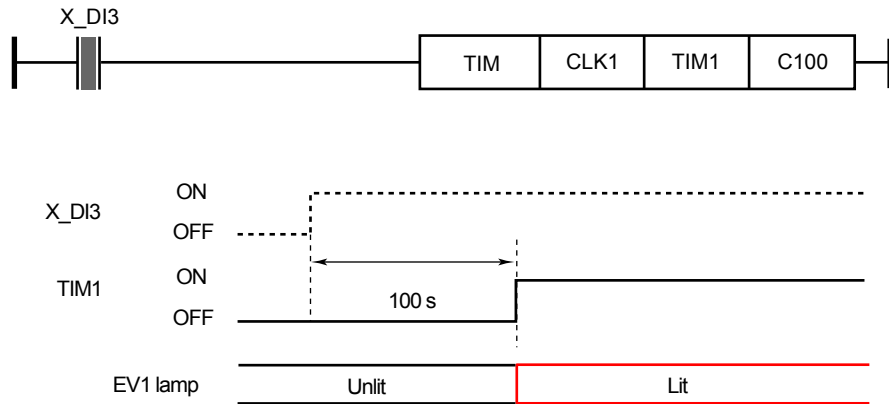 X_DI3
TIM CLK1 TIM1 C100
X_DI3
ON
OFF
TIM1
ON
OFF
100 s
EV1 lamp Unlit Lit